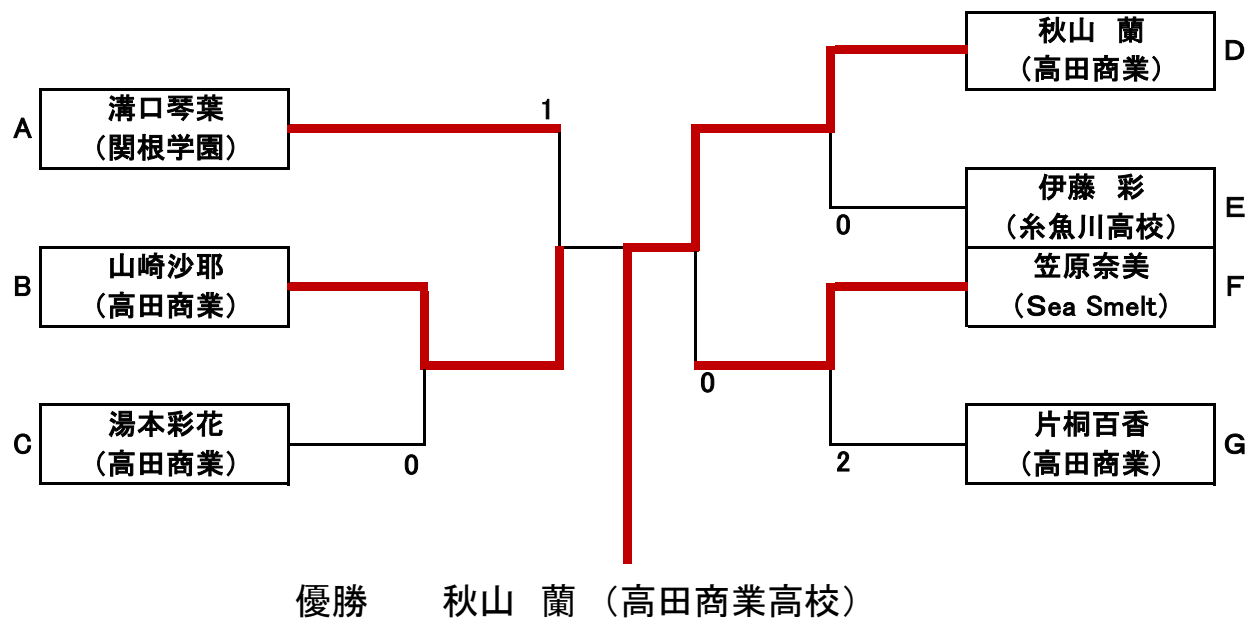 A
溝口琴葉
（関根学園）
1
B
山崎沙耶
（高田商業）
C
湯本彩花
（高田商業）
0
秋山　蘭
（高田商業）
D
伊藤　彩
（糸魚川高校）
E
0
笠原奈美
（Sea Smelt）
F
0
片桐百香
（高田商業）
G
2
優勝　　秋山　蘭 （高田商業高校）